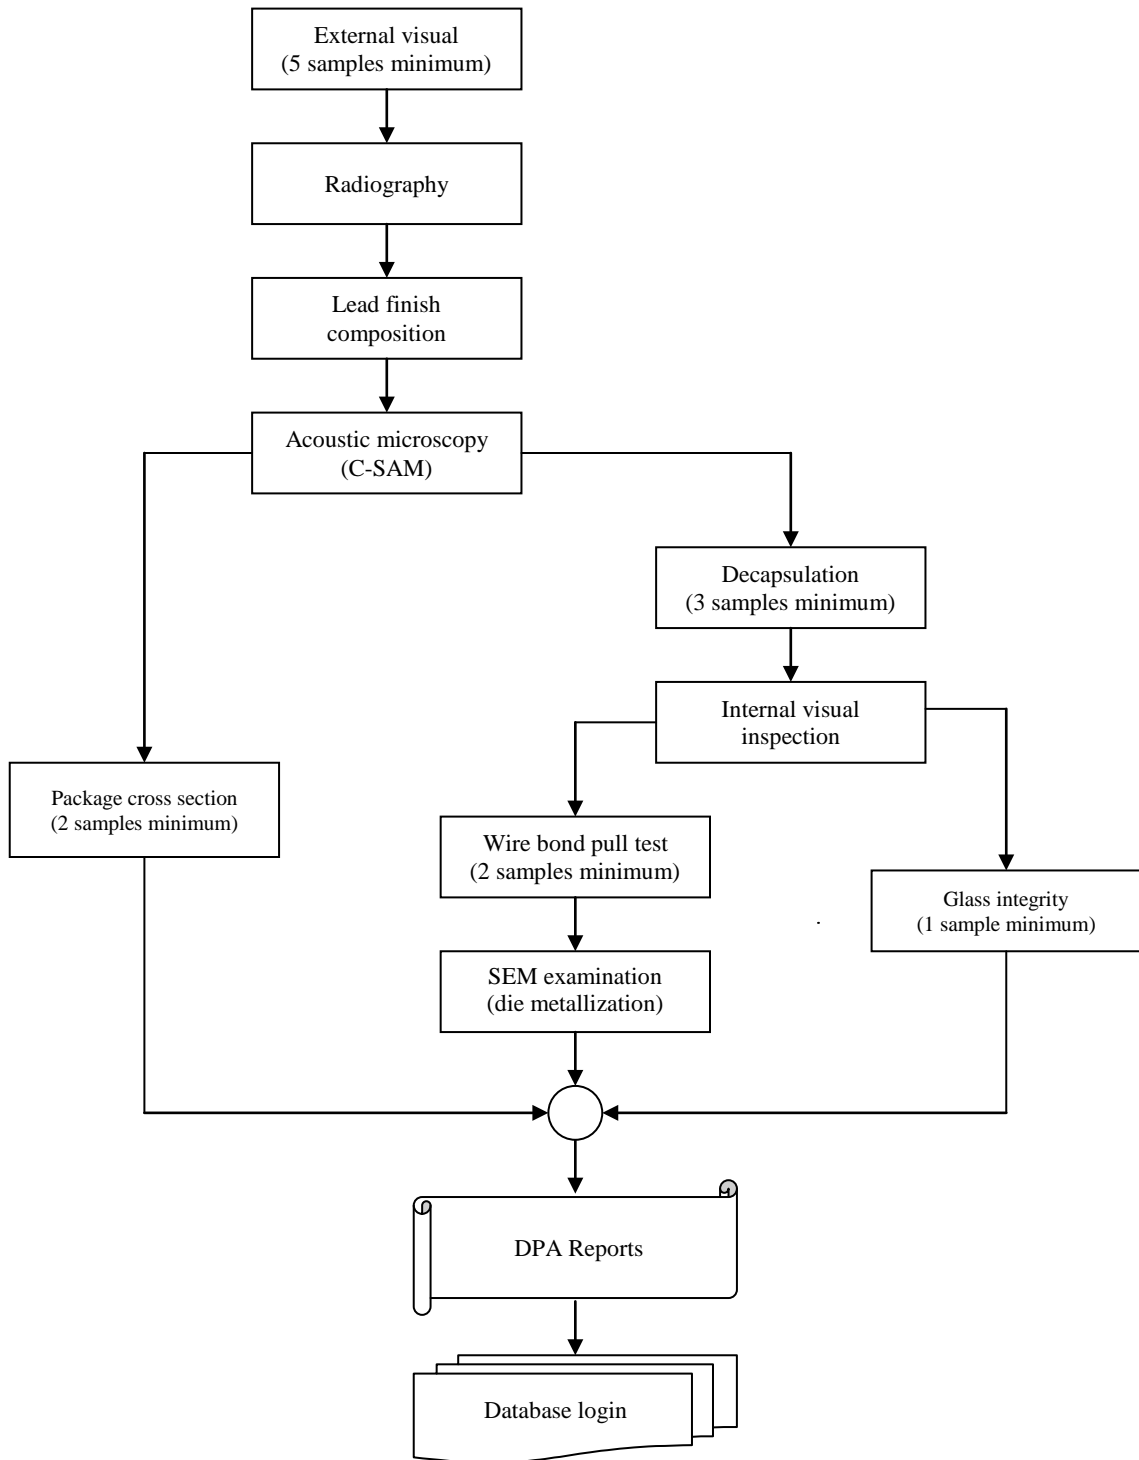 External visual
(5 samples minimum)
Radiography
Lead finish
composition
Acoustic microscopy
(C-SAM)
Decapsulation
(3 samples minimum)
Internal visual
inspection
Package cross section
(2 samples minimum)
Wire bond pull test
(2 samples minimum)
Glass integrity
(1 sample minimum)
SEM examination
(die metallization)
DPA Reports
Database login